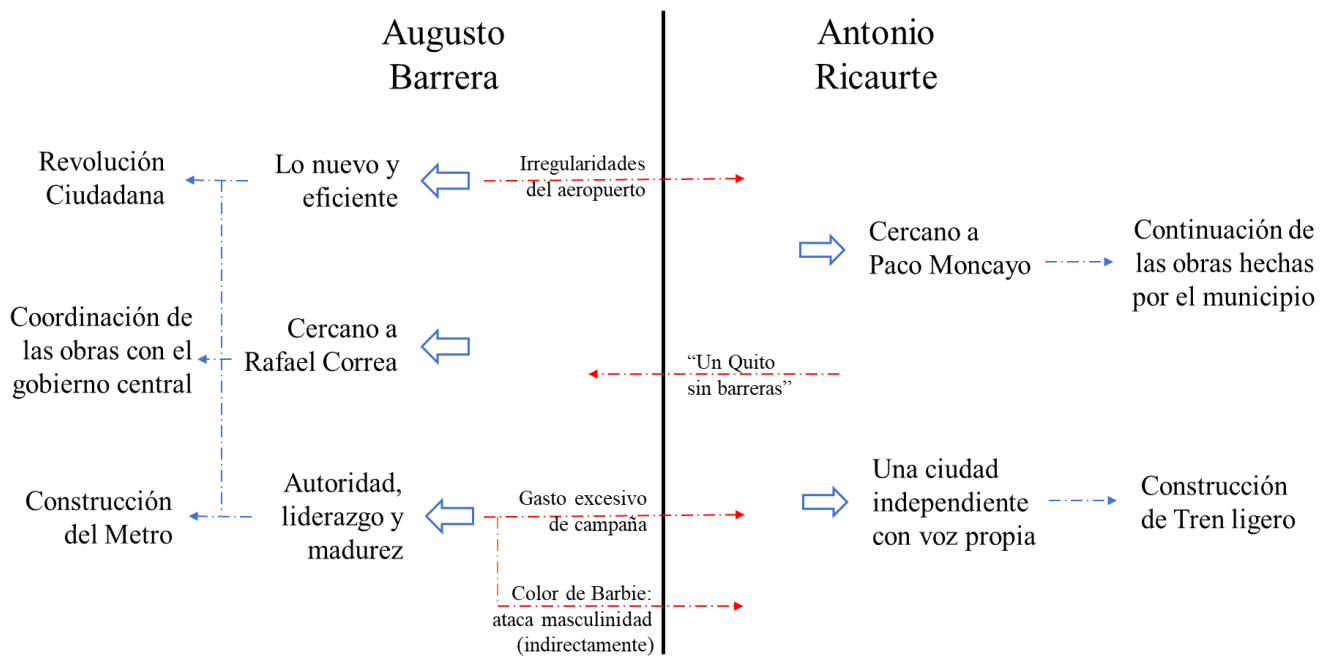 Augusto
Barrera
Antonio
Ricaurte
Revolución
Ciudadana
Lo nuevo y
eficiente
Irregularidades
del aeropuerto
Cercano a
Paco Moncayo
Continuación de
las obras hechas
por el municipio
Coordinación de
las obras con el
gobierno central
Cercano a
Rafael Correa
“Un Quito
sin barreras”
Construcción
del Metro
Autoridad,
liderazgo y
madurez
Gasto excesivo
de campaña
Una ciudad
independiente
con voz propia
Construcción
de Tren ligero
Color de Barbie:
ataca masculinidad
(indirectamente)